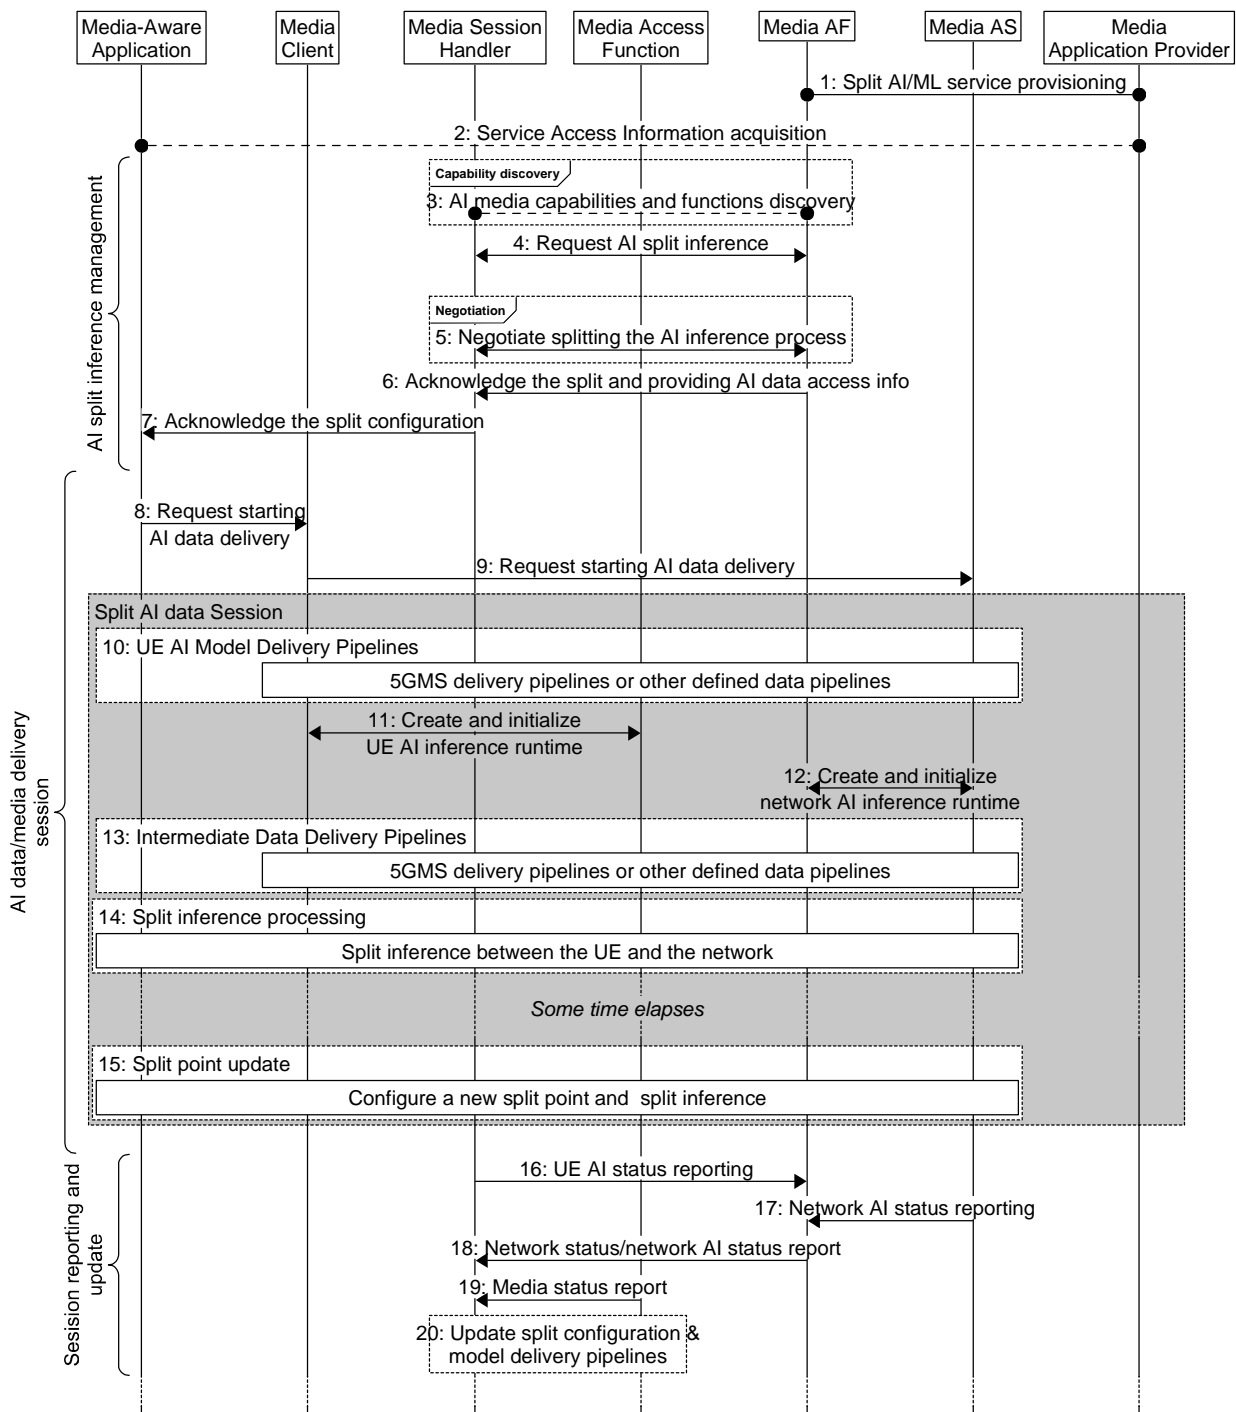 Media-Aware
Application
Media
Client
Media Session
Handler
Media Access
Function
Media AF
Media AS
Media
Application Provider
1: Split AI/ML service provisioning
2: Service Access Information acquisition
Capability discovery
3: AI media capabilities and functions discovery
4: Request AI split inference
Negotiation
5: Negotiate splitting the AI inference process
6: Acknowledge the split and providing AI data access info
7: Acknowledge the split configuration
AI split inference management
8: Request starting
AI data delivery
9: Request starting AI data delivery
Split AI data Session
10: UE AI Model Delivery Pipelines
5GMS delivery pipelines or other defined data pipelines
11: Create and initialize
UE AI inference runtime
12: Create and initialize
network AI inference runtime
13: Intermediate Data Delivery Pipelines
5GMS delivery pipelines or other defined data pipelines
14: Split inference processing
Split inference between the UE and the network
Some time elapses
15: Split point update
Configure a new split point and  split inference
AI data/media delivery
session
16: UE AI status reporting
17: Network AI status reporting
18: Network status/network AI status report
19: Media status report
20: Update split configuration &
model delivery pipelines
Sesision reporting and
update